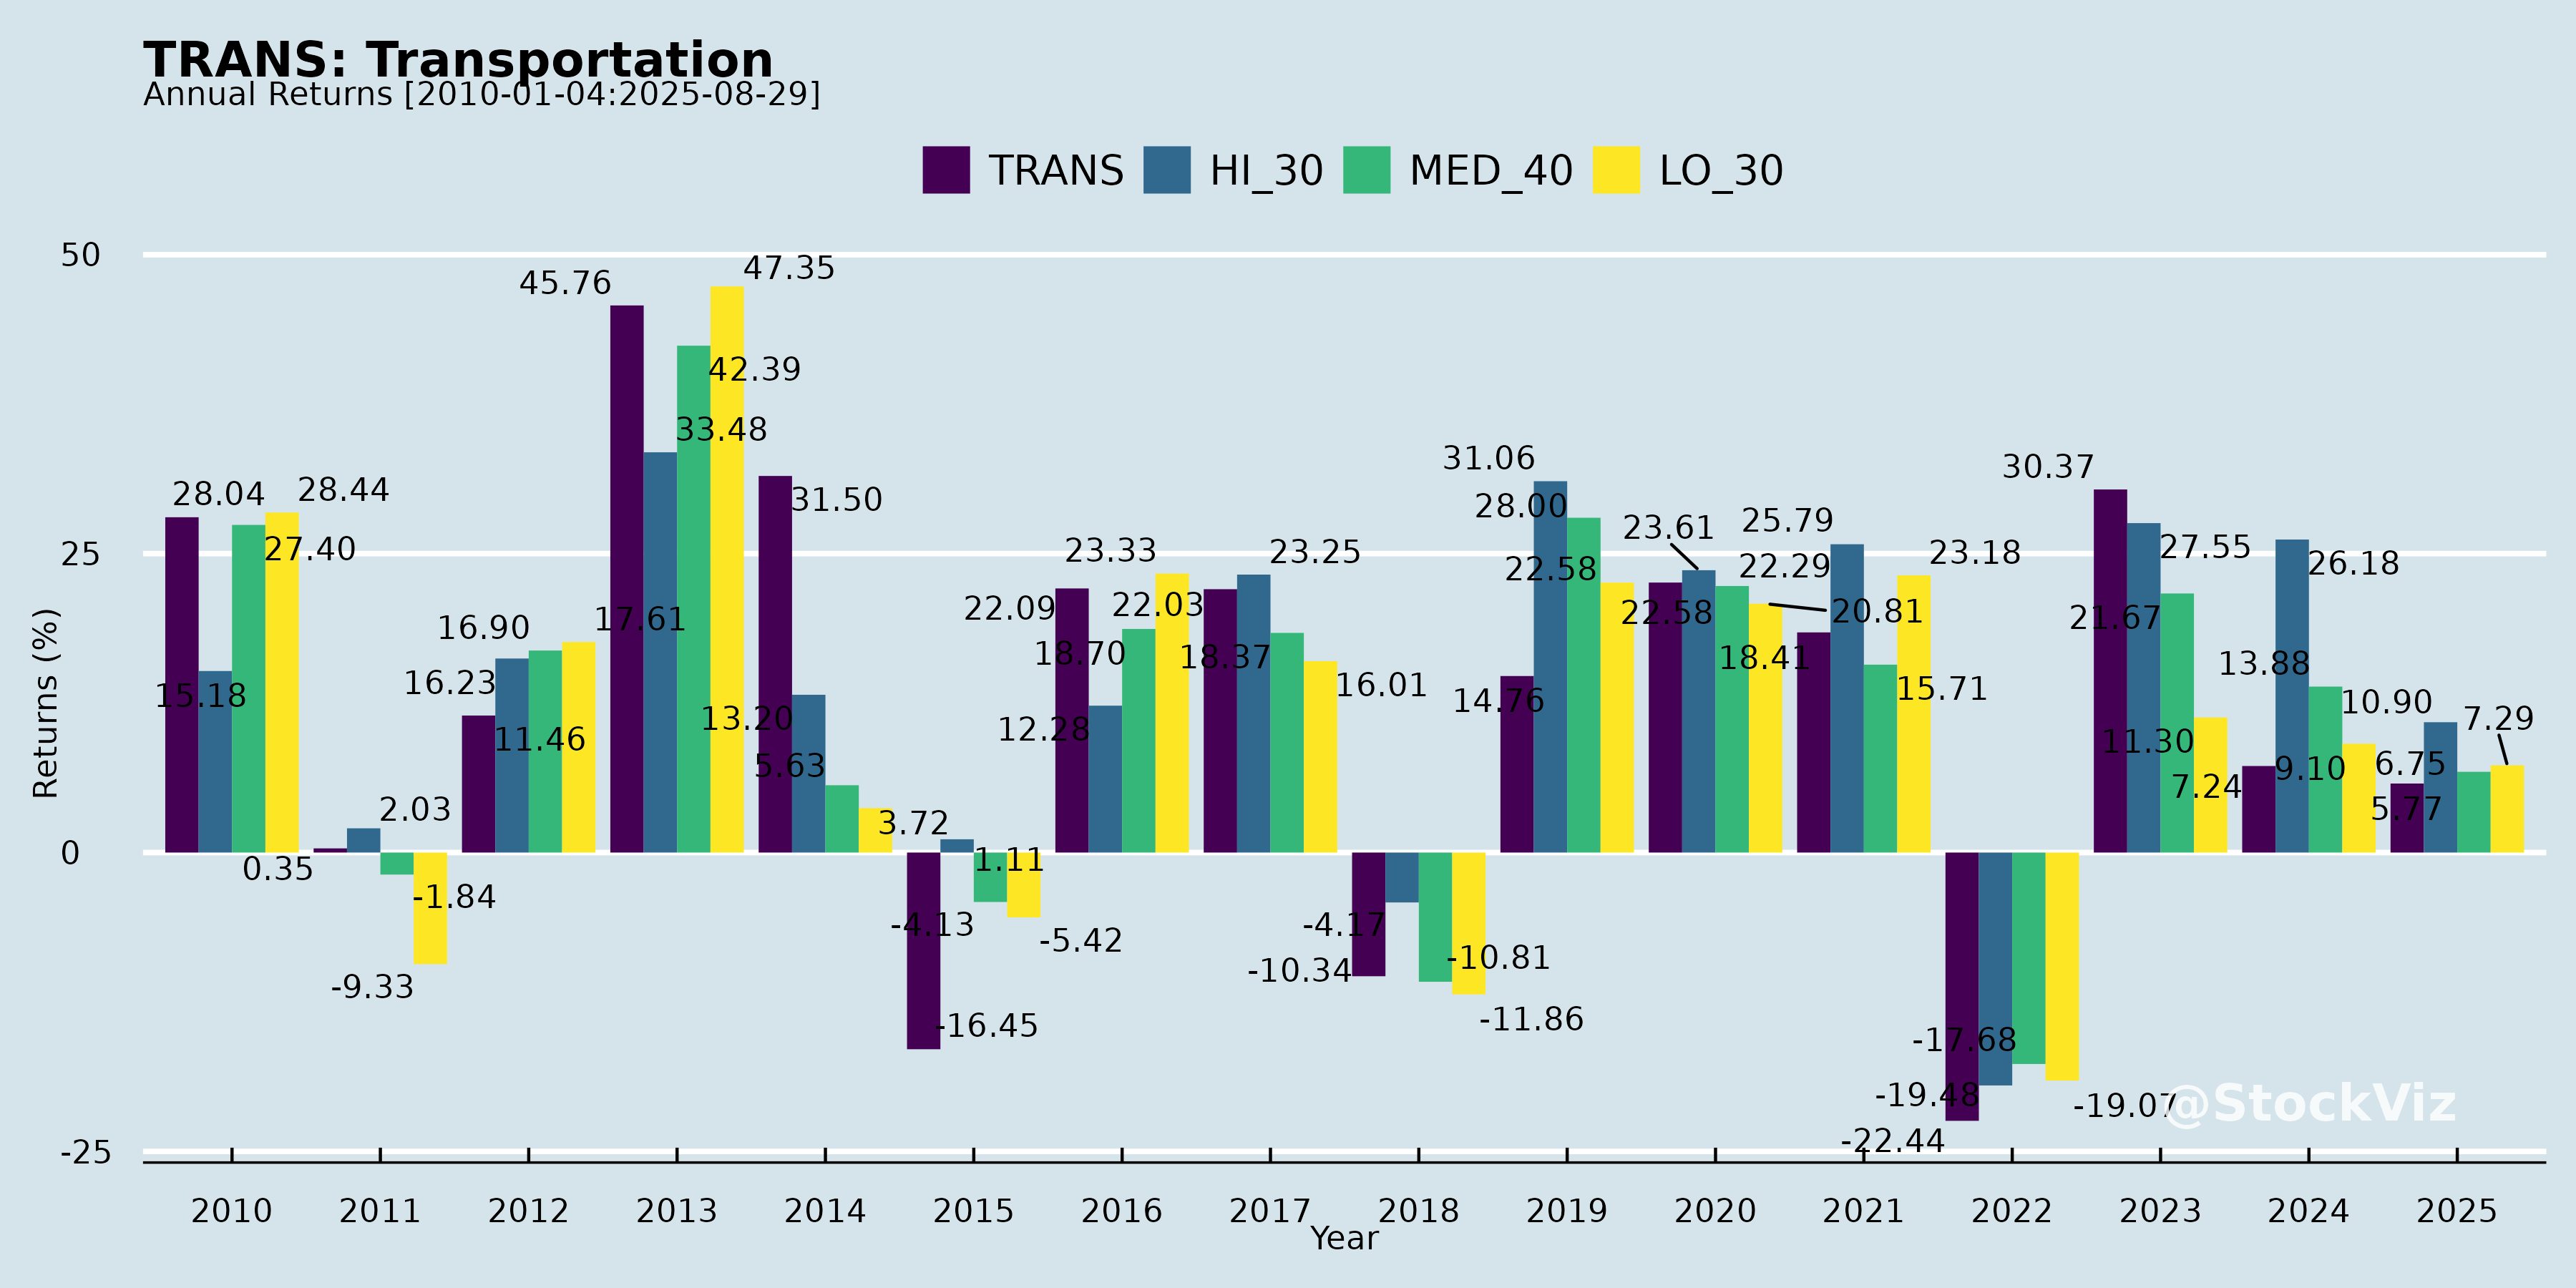 TRANS: Transportation
Annual Returns [2010-01-04:2025-08-29]
TRANS HI_30 MED_40 LO_30
Returns (%)
50
25
0
-25
28.04 15.18 27.40 28.44
0.35 2.03 -1.84 -9.33
11.46 16.23 16.90
45.76 33.48 42.39 47.35
17.61
31.50 13.20 5.63 3.72
-16.45 1.11 -4.13 -5.42
22.09 12.28 18.70 23.33
22.03 23.25 18.37 16.01
-10.34 -4.17 -10.81 -11.86
14.76 31.06 28.00 22.58
22.58 23.61 22.29 20.81
18.41 25.79 15.71 23.18
-22.44 -19.48 -17.68 -19.07
30.37 27.55 21.67 11.30
7.24 26.18 13.88 9.10
5.77 10.90 6.75 7.29
@StockViz
2010 2011 2012 2013 2014 2015 2016 2017 2018 2019 2020 2021 2022 2023 2024 2025
Year